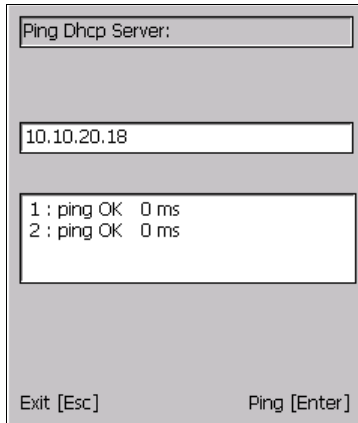 Ping Dhcp Server:
10.10.20.18
1 : ping OK 0 ms
2 : ping OK 0 ms
Exit [Esc] Ping [Enter]